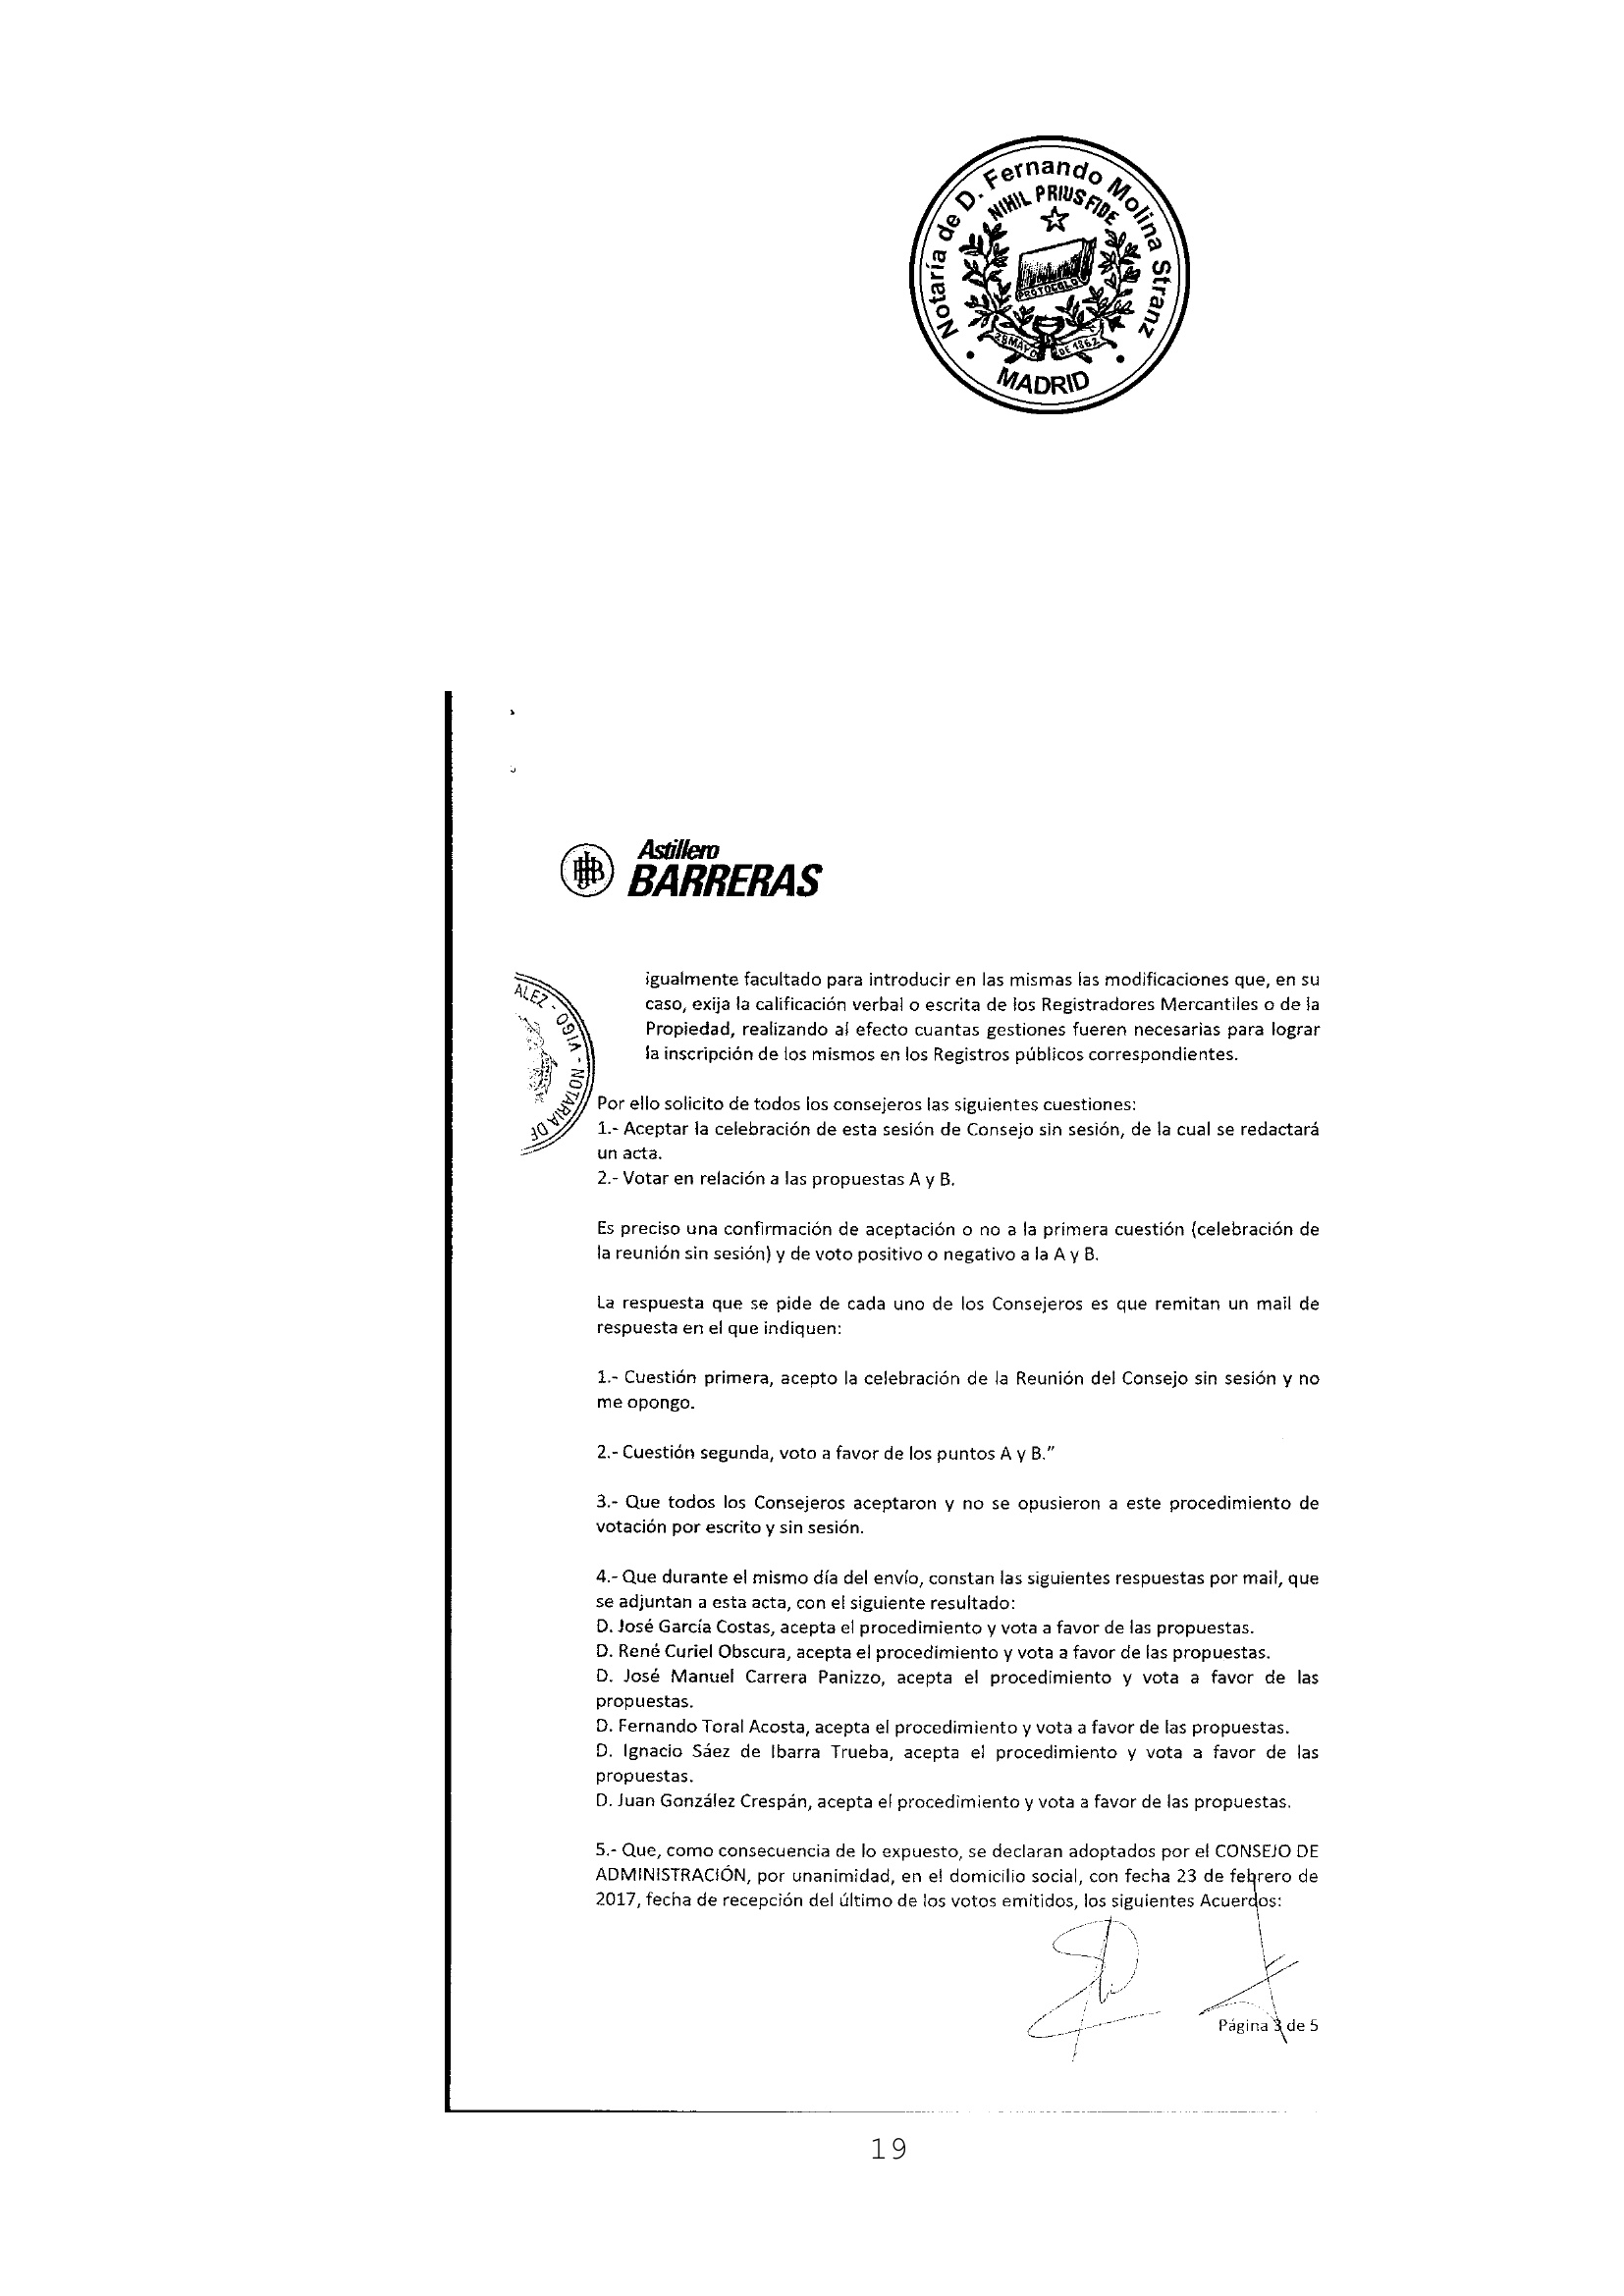 Notaría de D. Fernando Molina Stranz
NIHIL PRIUS FIDE
PROTOCOLO
28 MAYO DE 1862
MADRID
Astillero
BARRERAS
ALEZ - VIGO - NOTARIA DE
igualmente facultado para introducir en las mismas las modificaciones que, en su
caso, exija la calificación verbal o escrita de los Registradores Mercantiles o de la
Propiedad, realizando al efecto cuantas gestiones fueren necesarias para lograr
la inscripción de los mismos en los Registros públicos correspondientes.
Por ello solicito de todos los consejeros las siguientes cuestiones:
1.- Aceptar la celebración de esta sesión de Consejo sin sesión, de la cual se redactará
un acta.
2.- Votar en relación a las propuestas A y B.
Es preciso una confirmación de aceptación o no a la primera cuestión (celebración de
la reunión sin sesión) y de voto positivo o negativo a la A y B.
La respuesta que se pide de cada uno de los Consejeros es que remitan un mail de
respuesta en el que indiquen:
1.- Cuestión primera, acepto la celebración de la Reunión del Consejo sin sesión y no
me opongo.
2.- Cuestión segunda, voto a favor de los puntos A y B.”
3.- Que todos los Consejeros aceptaron y no se opusieron a este procedimiento de
votación por escrito y sin sesión.
4.- Que durante el mismo día del envío, constan las siguientes respuestas por mail, que
se adjuntan a esta acta, con el siguiente resultado:
D. José García Costas, acepta el procedimiento y vota a favor de las propuestas.
D. René Curiel Obscura, acepta el procedimiento y vota a favor de las propuestas.
D. José Manuel Carrera Panizzo, acepta el procedimiento y vota a favor de las
propuestas.
D. Fernando Toral Acosta, acepta el procedimiento y vota a favor de las propuestas.
D. Ignacio Sáez de Ibarra Trueba, acepta el procedimiento y vota a favor de las
propuestas.
D. Juan González Crespán, acepta el procedimiento y vota a favor de las propuestas.
5.- Que, como consecuencia de lo expuesto, se declaran adoptados por el CONSEJO DE
ADMINISTRACIÓN, por unanimidad, en el domicilio social, con fecha 23 de febrero de
2017, fecha de recepción del último de los votos emitidos, los siguientes Acuerdos:
Página 3 de 5
19